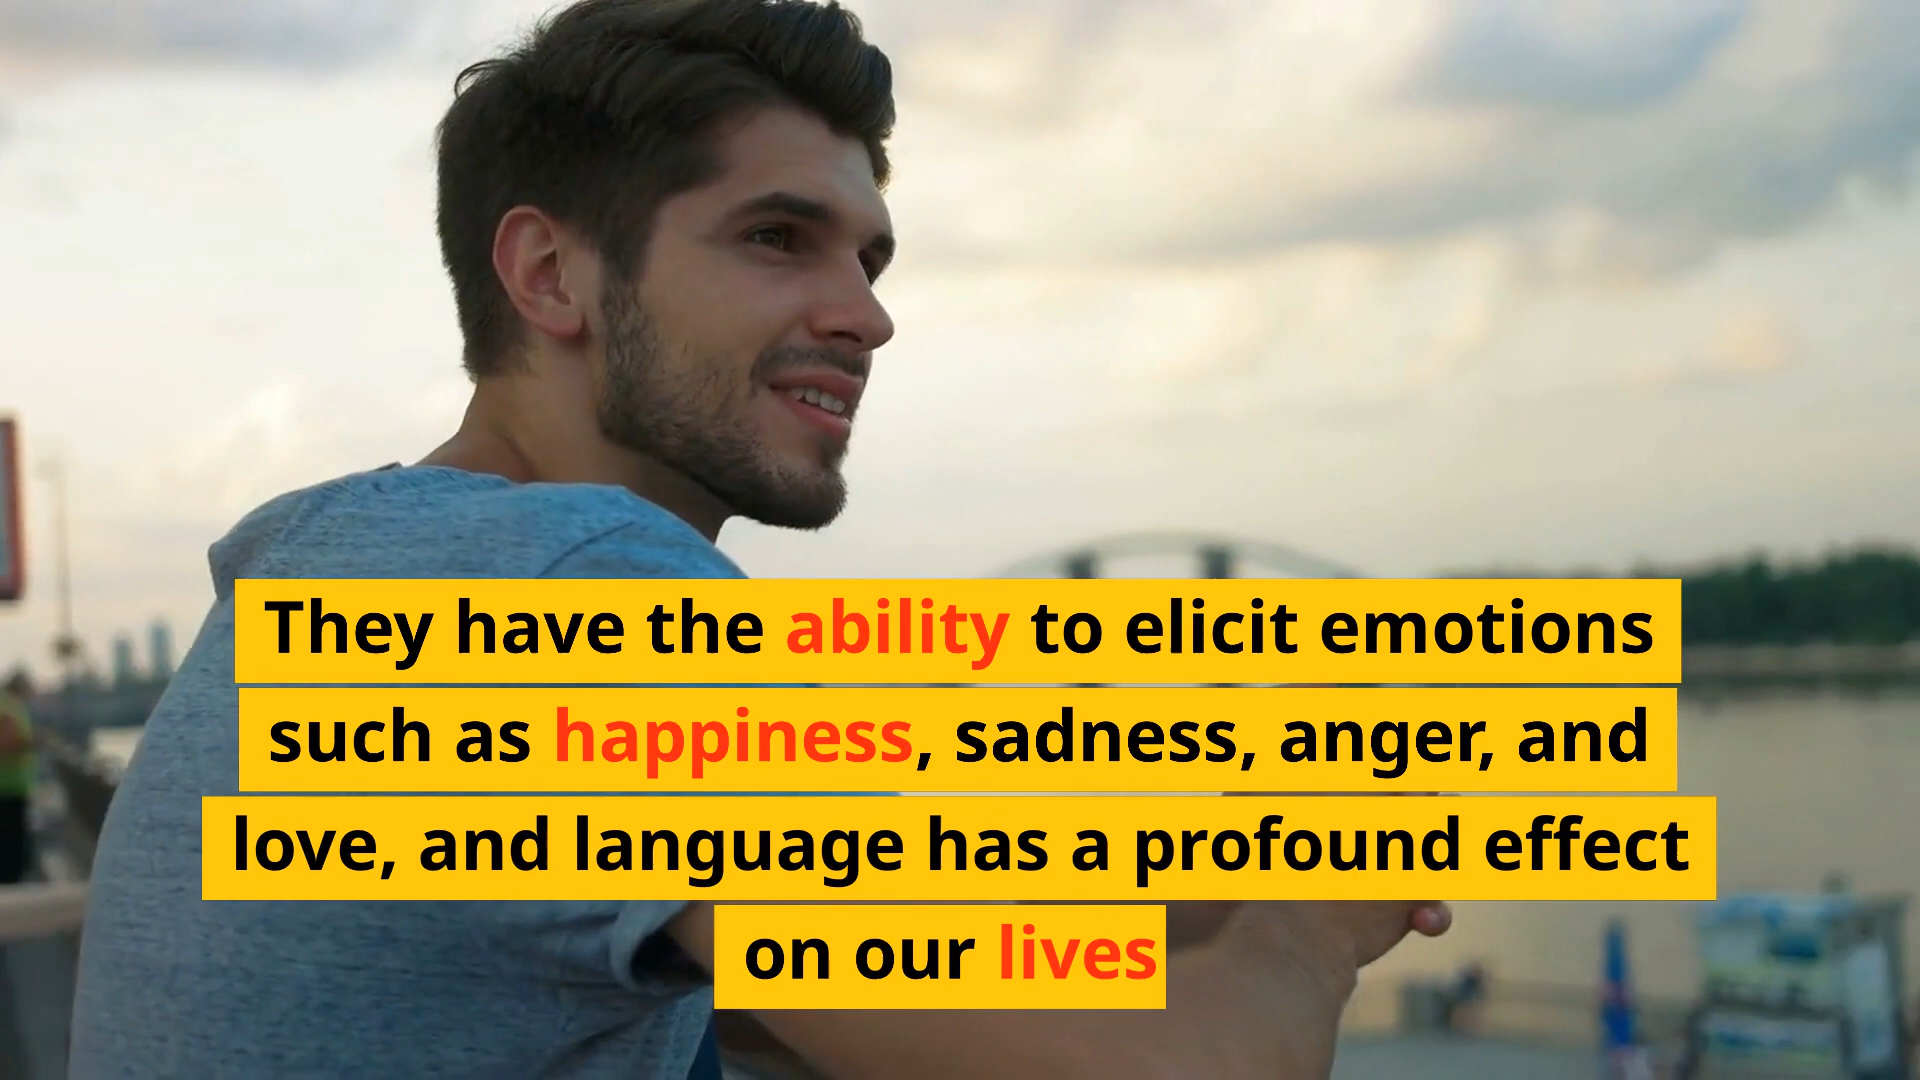 They have the ability to elicit emotions
such as happiness, sadness, anger, and
love, and language has a profound effect
on our lives